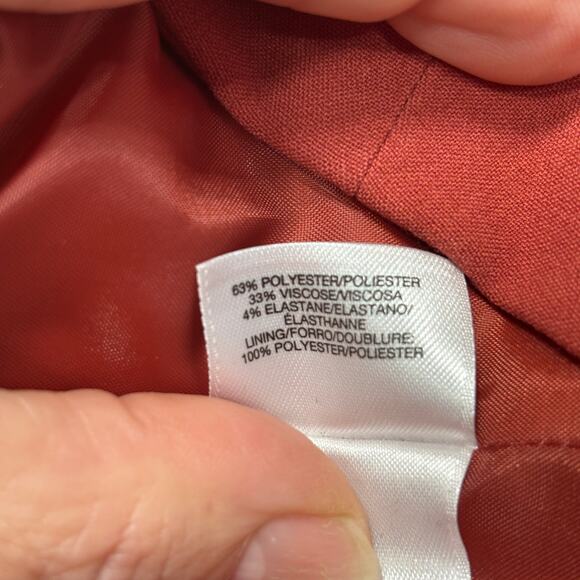 63% POLYESTER/POLIESTER
33% VISCOSE/VISCOSA
4% ELASTANE/ELASTANO/
ÉLASTHANNE
LINING/FORRO/DOUBLURE:
100% POLYESTER/POLIESTER